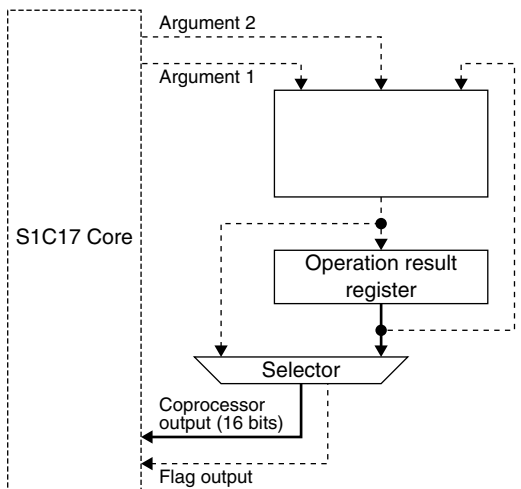 Argument 2
Argument 1
S1C17 Core
Operation result
register
Selector
Coprocessor
output (16 bits)
Flag output